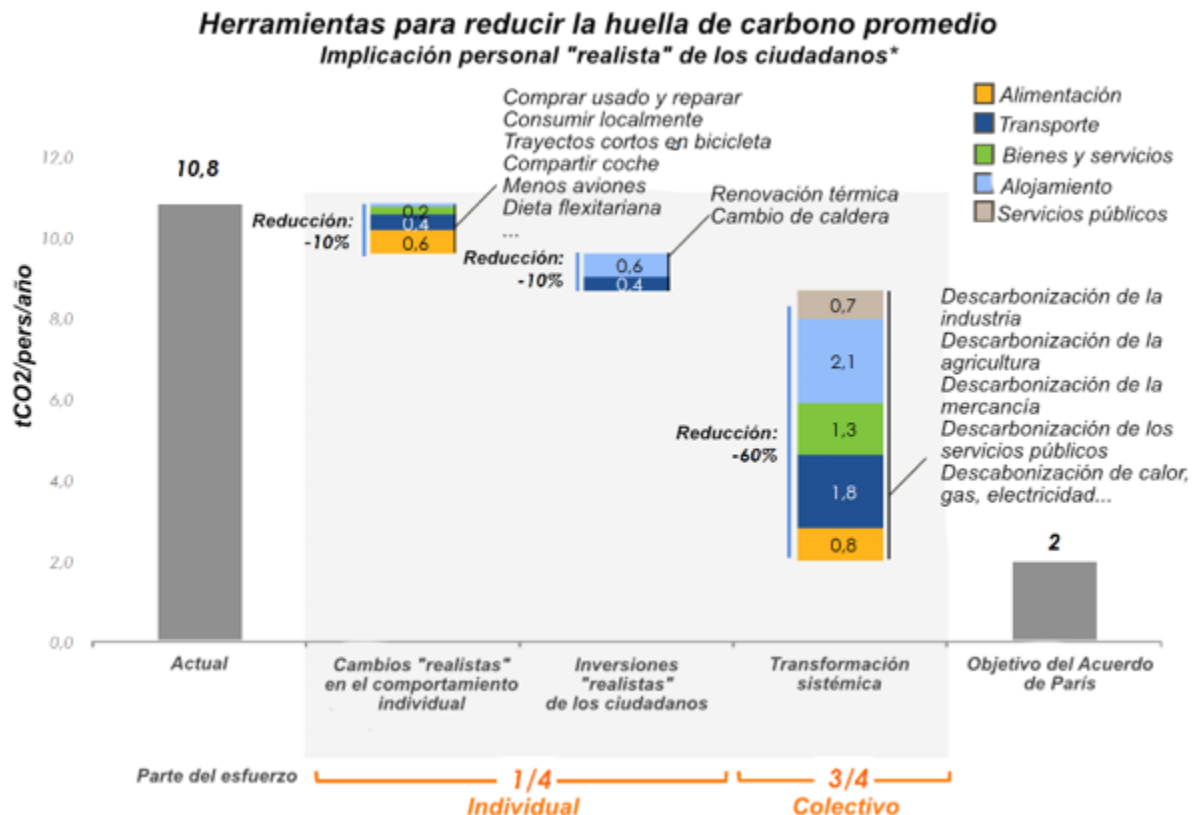 Herramientas para reducir la huella de carbono promedio
Implicación personal "realista" de los ciudadanos*
Comprar usado y reparar
Consumir localmente
Trayectos cortos en bicicleta
Compartir coche
Menos aviones
Dieta flexitariana
...
Renovación térmica
Cambio de caldera
Alimentación
Transporte
Bienes y servicios
Alojamiento
Servicios públicos
tCO2/pers/año
12,0
10,0
8,0
6,0
4,0
2,0
0,0
10,8
Reducción:
-10%
0,2
0,4
0,6
Reducción:
-10%
0,6
0,4
Reducción:
-60%
0,7
2,1
1,3
1,8
0,8
Descarbonización de la
industria
Descarbonización de la
agricultura
Descarbonización de la
mercancía
Descarbonización de los
servicios públicos
Descabonización de calor,
gas, electricidad...
2
Actual
Cambios "realistas"
en el comportamiento
individual
Inversiones
"realistas"
de los ciudadanos
Transformación
sistémica
Objetivo del Acuerdo
de París
Parte del esfuerzo
1/4
Individual
3/4
Colectivo